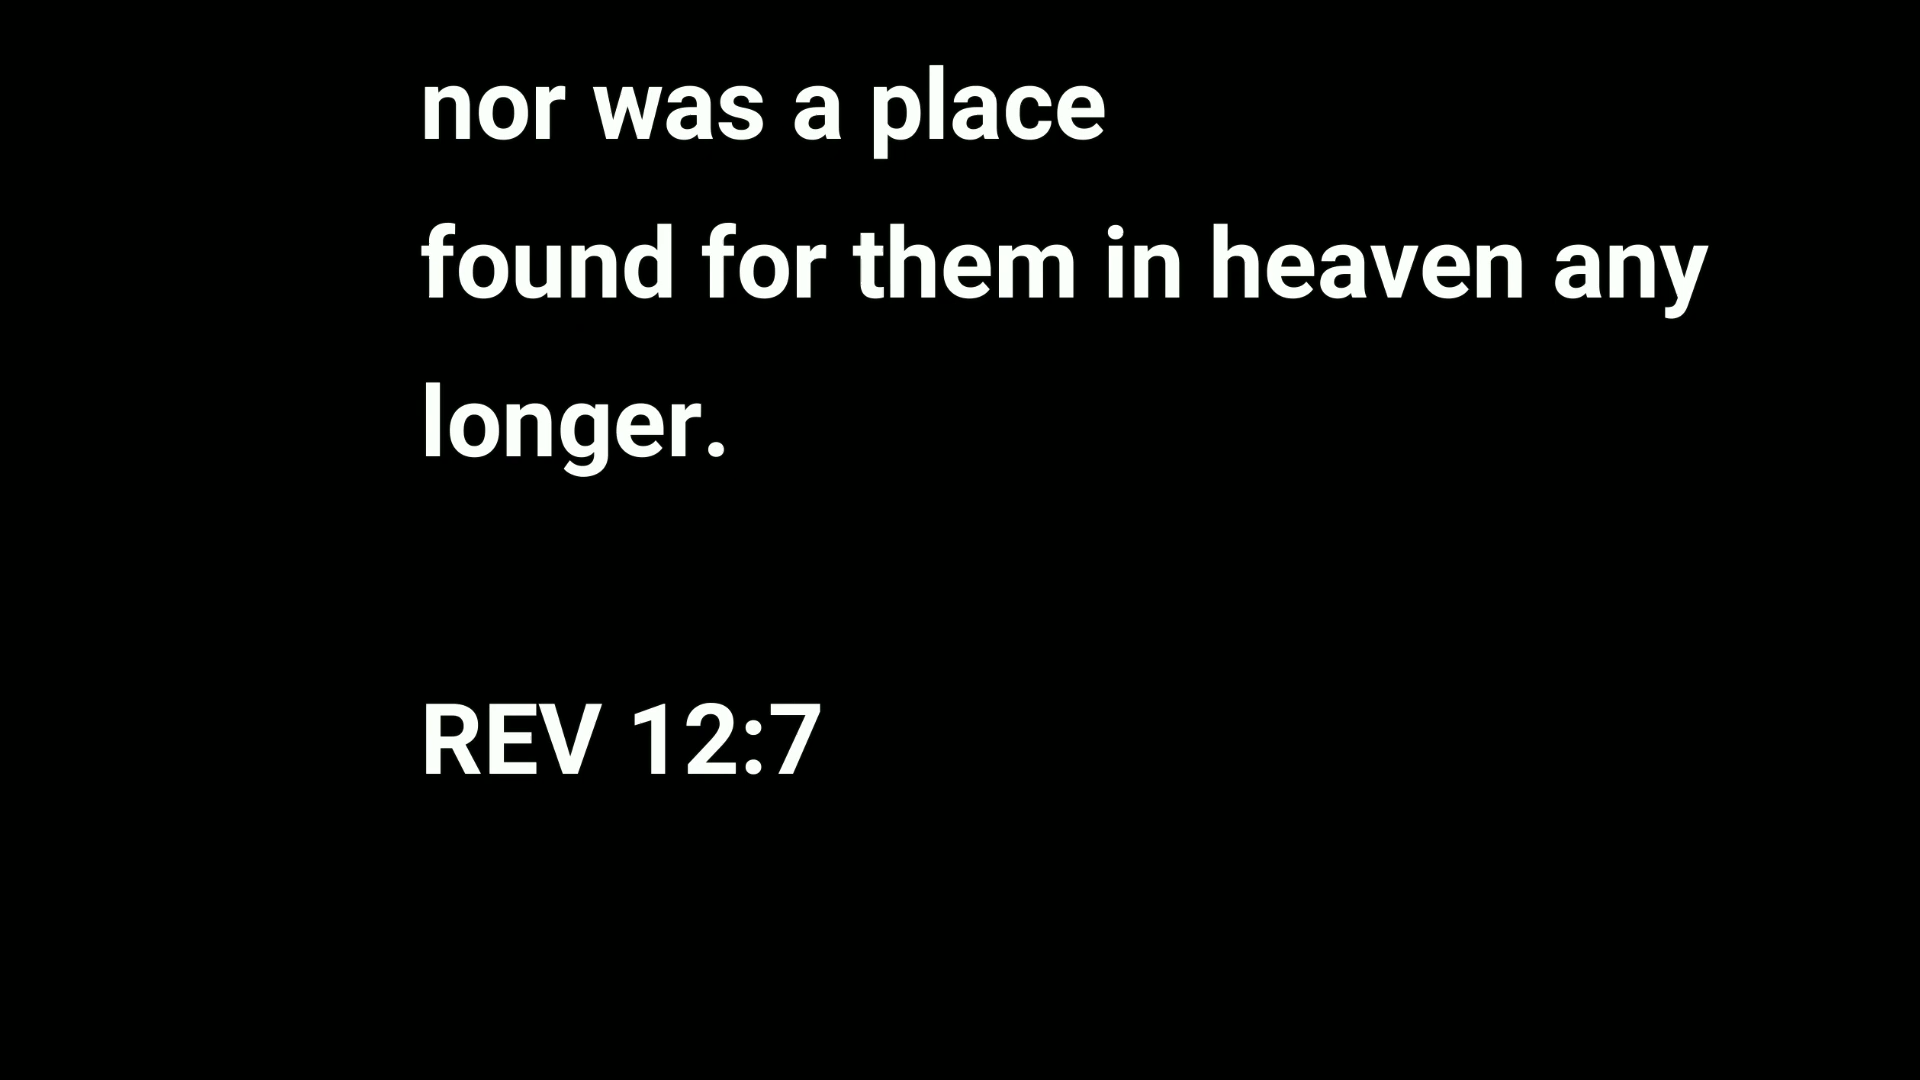 nor was a place
found for them in heaven any
longer.
REV 12:7